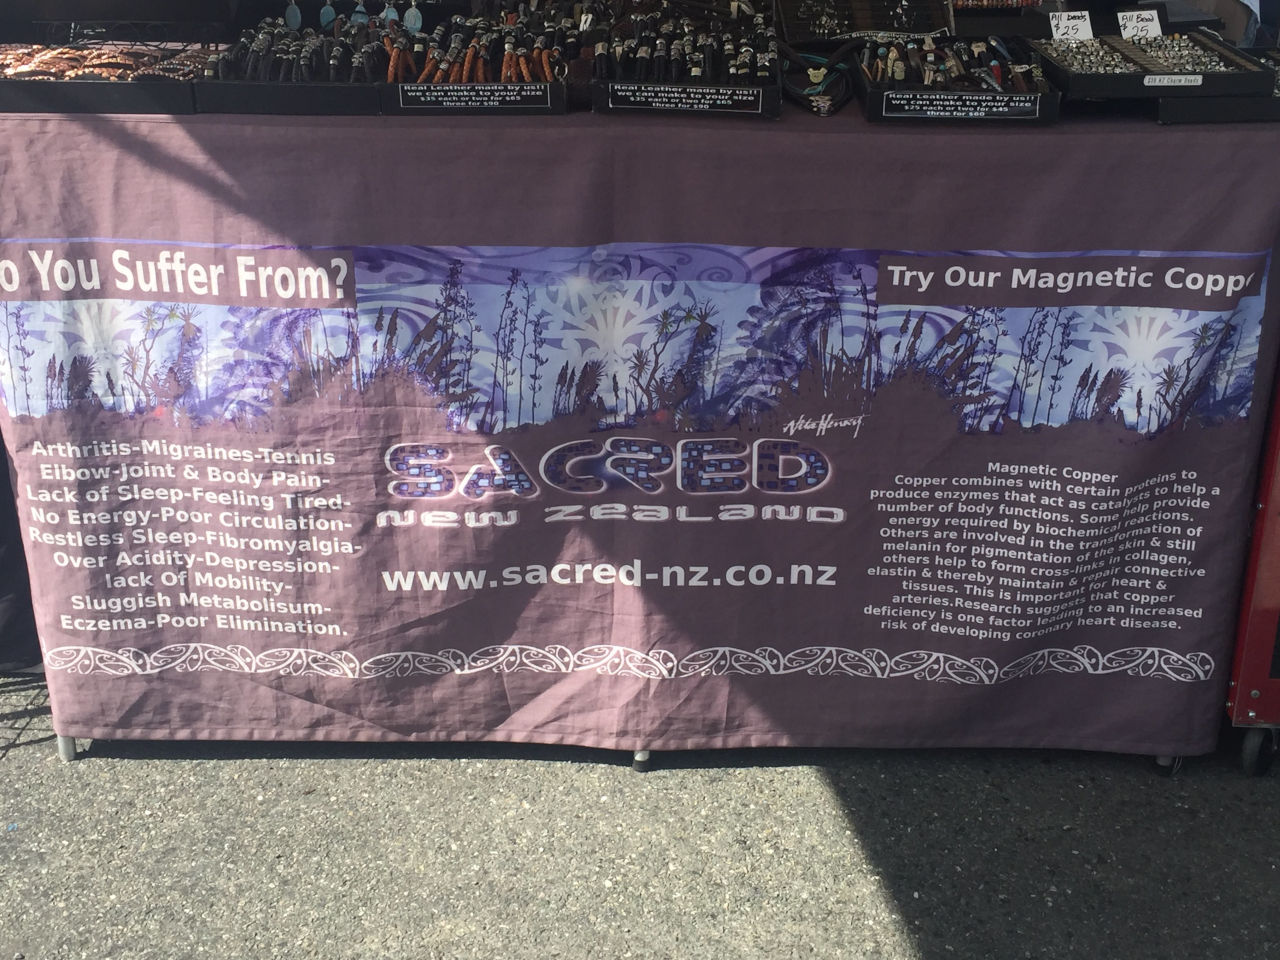 All beads
$25
All Bead
$25
$30 NZ Charm Beads
Real Leather made by us!!
we can make to your size
$35 each or two for $65
three for $90
Real Leather made by us!!
we can make to your size
$35 each or two for $65
three for $90
Real Leather made by us!!
we can make to your size
$25 each or two for $45
three for $60
o You Suffer From?
Try Our Magnetic Copp
Arthritis-Migraines-Tennis
Elbow-Joint & Body Pain-
Lack of Sleep-Feeling Tired-
No Energy-Poor Circulation-
Restless Sleep-Fibromyalgia-
Over Acidity-Depression-
lack Of Mobility-
Sluggish Metabolisum-
Eczema-Poor Elimination.
SACRED
NEW ZEALAND
www.sacred-nz.co.nz
Magnetic Copper
Copper combines with certain proteins to
produce enzymes that act as catalysts to help a
number of body functions. Some help provide
energy required by biochemical reactions.
Others are involved in the transformation of
melanin for pigmentation of the skin & still
others help to form cross-links in collagen,
elastin & thereby maintain & repair connective
tissues. This is important for heart &
arteries.Research suggests that copper
deficiency is one factor leading to an increased
risk of developing coronary heart disease.